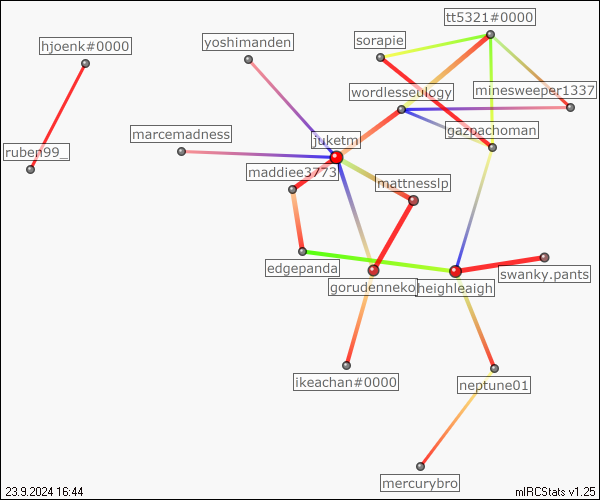 tt5321#0000
hjoenk#0000
yoshimanden
sorapie
wordlesseulogy
minesweeper1337
marcemadness
juketm
gazpachoman
ruben99_
maddiee3773
mattnesslp
edgepanda
swanky.pants
gorudenneko
heighleaigh
ikeachan#0000
neptune01
mercurybro
23.9.2024 16:44
mIRCStats v1.25